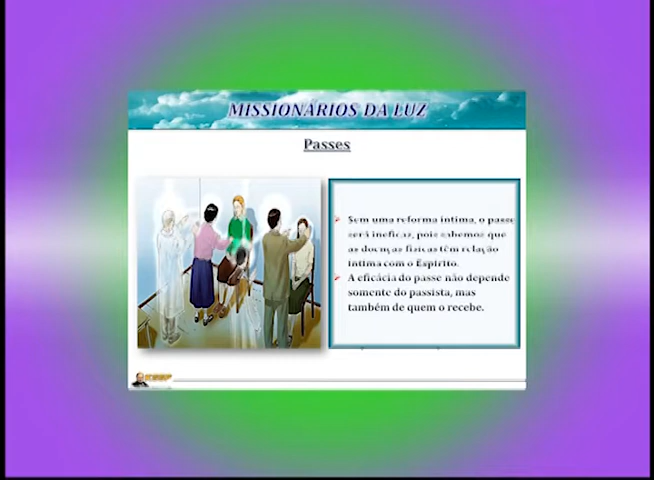 MISSIONÁRIOS DA LUZ
Passes
Sem uma reforma íntima, o passe
será ineficaz, pois sabemos que
as doenças físicas têm relação
íntima com o Espírito.
A eficácia do passe não depende
somente do passista, mas
também de quem o recebe.